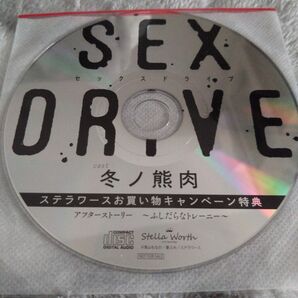 SEX
セックスドライブ
DRIVE
cast
冬ノ熊肉
ステラワースお買い物キャンペーン特典
アフターストーリー ～ふしだらなトレーニー～
COMPACT
disc
DIGITAL AUDIO
Stella Worth